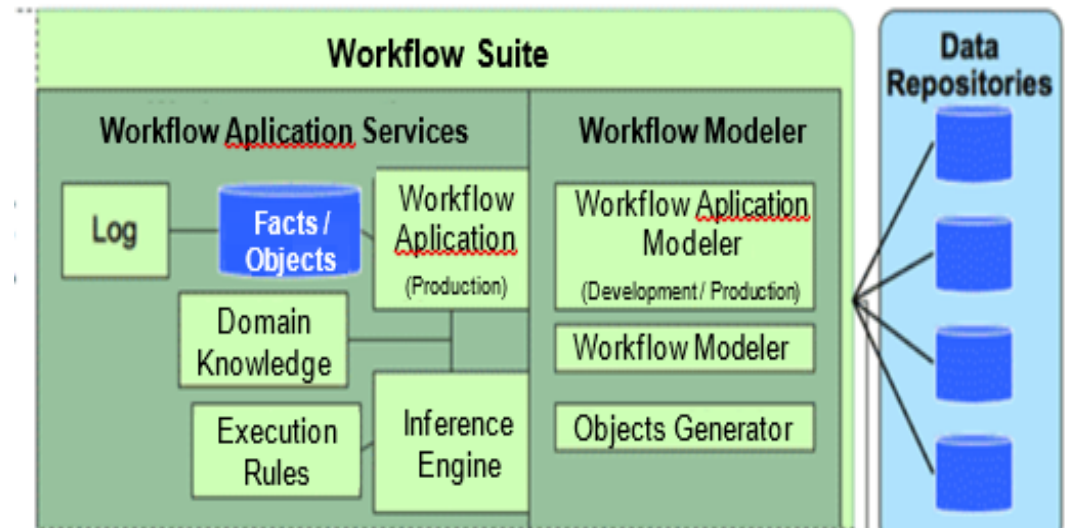 Workflow Suite
Data
Repositories
Workflow Aplication Services
Workflow Modeler
Log
Facts /
Objects
Workflow
Aplication
(Production)
Domain
Knowledge
Execution
Rules
Inference
Engine
Workflow Aplication
Modeler
(Development / Production)
Workflow Modeler
Objects Generator